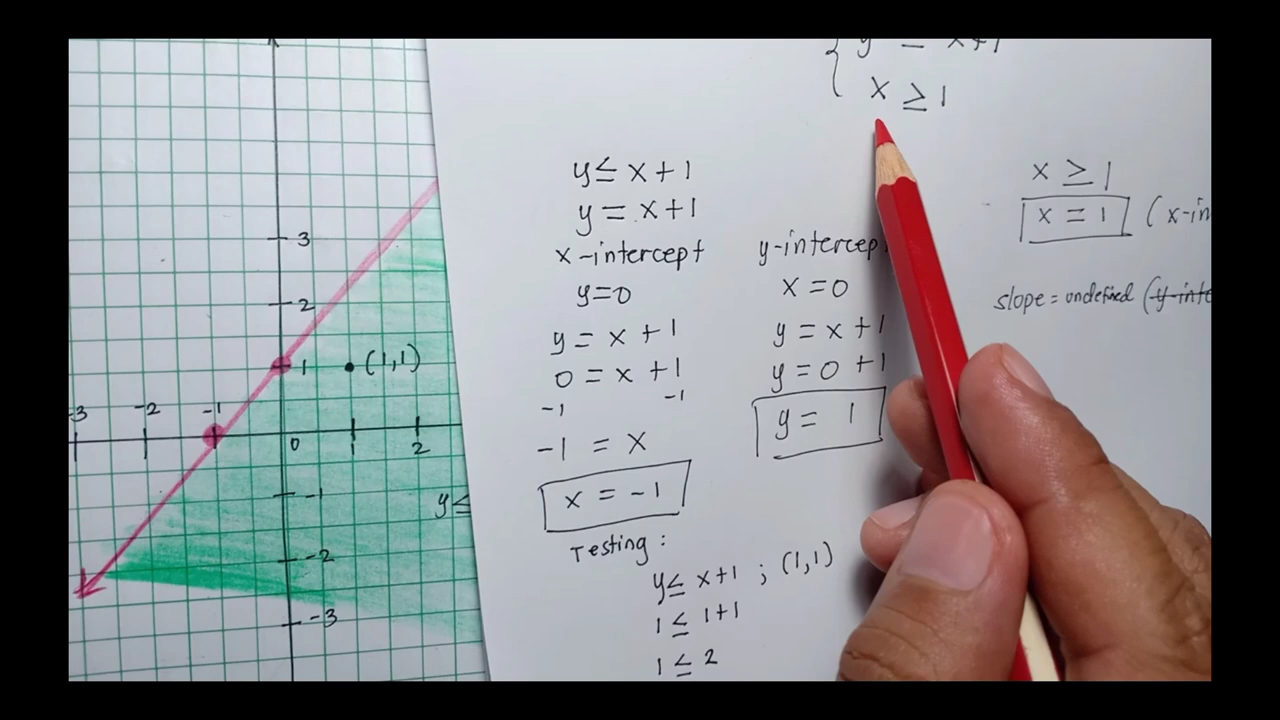 x ≥ 1
y ≤ x + 1
y = x + 1
x-intercept
y=0
y = x + 1
0 = x + 1
-1 -1
-1 = x
x = -1
Testing :
y ≤ x+1 ; (1,1)
1 ≤ 1+1
1 ≤ 2
x = 0
y = x + 1
y = 0 + 1
y = 1
x ≥ 1
x = 1
slope = undefined
3
2
1 (1,1)
-2 -1
0 1 2
-1
y ≤
-2
-3